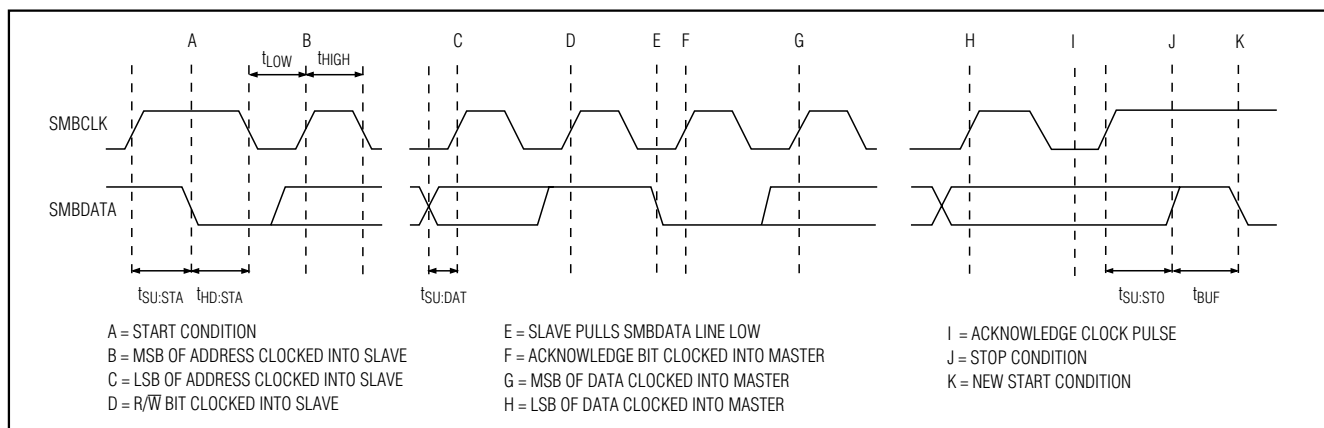 A B C D E F G H I J K
tLOW tHIGH
SMBCLK
SMBDATA
tSU:STA tHD:STA tSU:DAT tSU:STO tBUF
A = START CONDITION
B = MSB OF ADDRESS CLOCKED INTO SLAVE
C = LSB OF ADDRESS CLOCKED INTO SLAVE
D = R/W̅ BIT CLOCKED INTO SLAVE
E = SLAVE PULLS SMBDATA LINE LOW
F = ACKNOWLEDGE BIT CLOCKED INTO MASTER
G = MSB OF DATA CLOCKED INTO MASTER
H = LSB OF DATA CLOCKED INTO MASTER
I = ACKNOWLEDGE CLOCK PULSE
J = STOP CONDITION
K = NEW START CONDITION